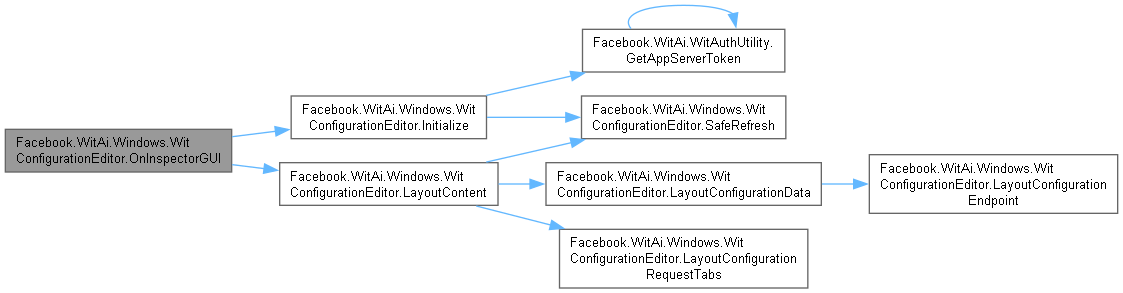 Facebook.WitAi.Windows.Wit
ConfigurationEditor.OnInspectorGUI
Facebook.WitAi.Windows.Wit
ConfigurationEditor.Initialize
Facebook.WitAi.WitAuthUtility.
GetAppServerToken
Facebook.WitAi.Windows.Wit
ConfigurationEditor.SafeRefresh
Facebook.WitAi.Windows.Wit
ConfigurationEditor.LayoutContent
Facebook.WitAi.Windows.Wit
ConfigurationEditor.LayoutConfigurationData
Facebook.WitAi.Windows.Wit
ConfigurationEditor.LayoutConfiguration
Endpoint
Facebook.WitAi.Windows.Wit
ConfigurationEditor.LayoutConfiguration
RequestTabs